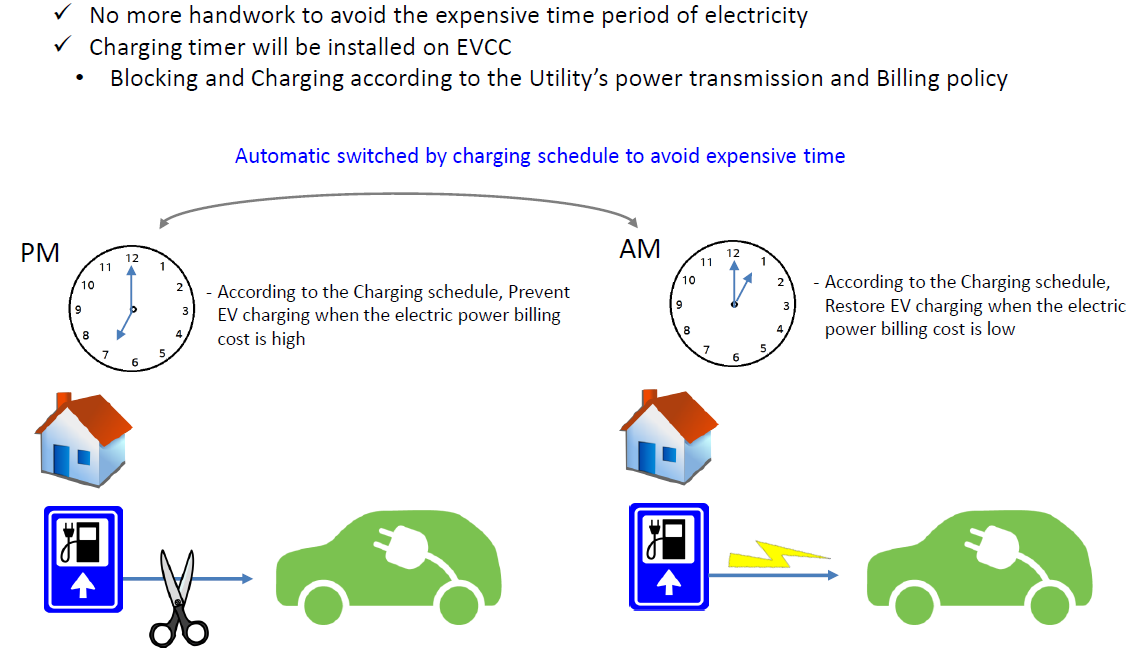 ✓ No more handwork to avoid the expensive time period of electricity
✓ Charging timer will be installed on EVCC
• Blocking and Charging according to the Utility's power transmission and Billing policy
Automatic switched by charging schedule to avoid expensive time
PM
12
1
2
3
4
5
6
7
8
9
10
11
- According to the Charging schedule, Prevent
EV charging when the electric power billing
cost is high
AM
12
1
2
3
4
5
6
7
8
9
10
11
- According to the Charging schedule,
Restore EV charging when the electric
power billing cost is low